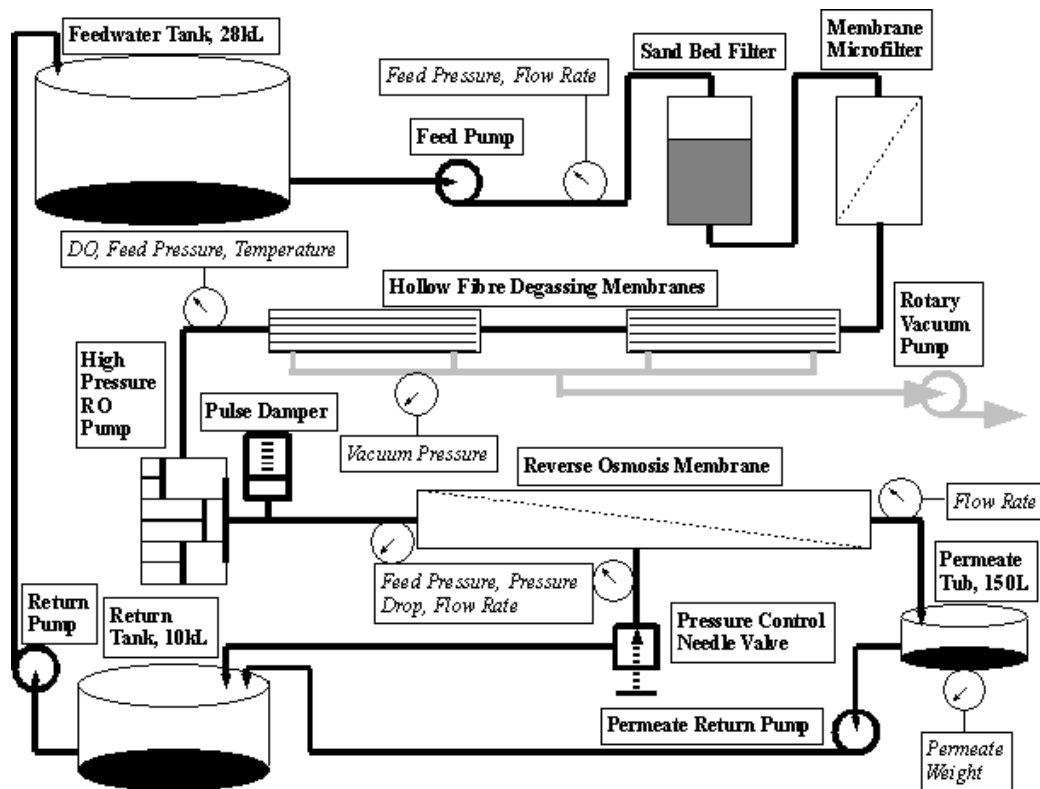 Feedwater Tank, 28kL
Feed Pressure, Flow Rate
Feed Pump
Sand Bed Filter
Membrane
Microfilter
DO, Feed Pressure, Temperature
Hollow Fibre Degassing Membranes
Rotary
Vacuum
Pump
High
Pressure
RO
Pump
Pulse Damper
Vacuum Pressure
Reverse Osmosis Membrane
Flow Rate
Feed Pressure, Pressure
Drop, Flow Rate
Permeate
Tub, 150L
Return
Pump
Return
Tank, 10kL
Pressure Control
Needle Valve
Permeate Return Pump
Permeate
Weight